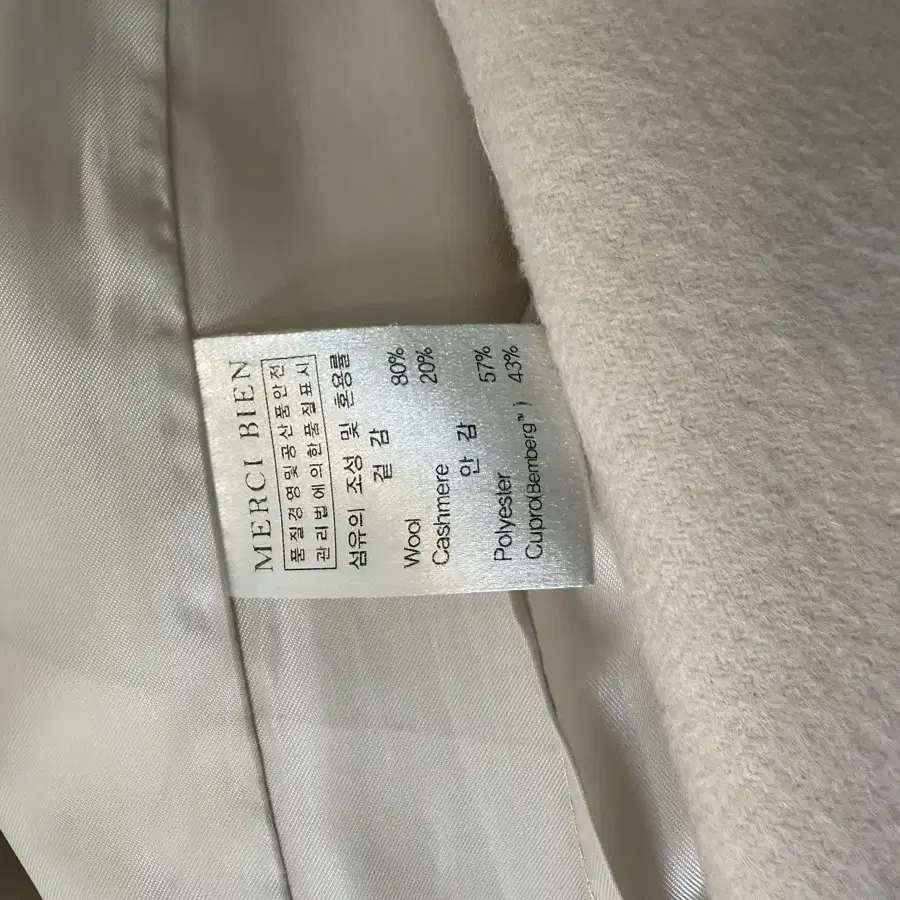 MERCI BIEN
품질경영및공산품안전
관리법에의한품질표시
섬유의 조성 및 혼용률
겉 감
Wool 80%
Cashmere 20%
안 감
Polyester 57%
Cupro(Bemberg™) 43%